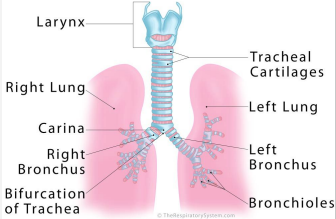 Larynx
Tracheal
Cartilages
Right Lung
Left Lung
Carina
Right
Bronchus
Left
Bronchus
Bifurcation
of Trachea
Bronchioles
© TheRespiratorySystem.com